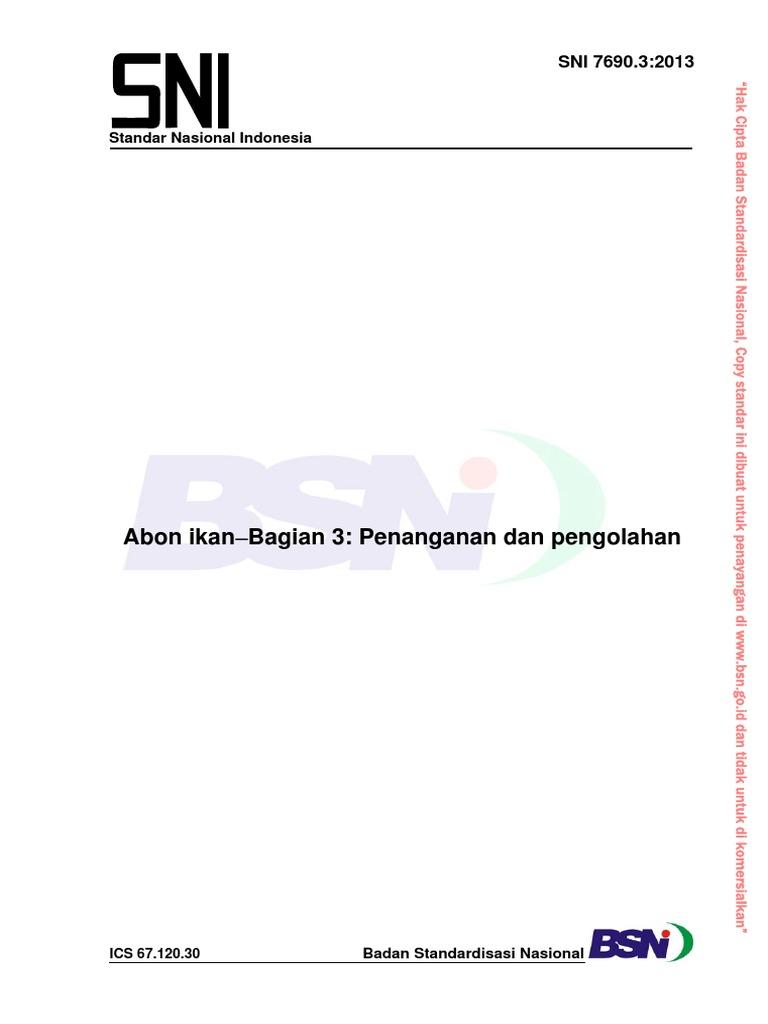 SNI
SNI 7690.3:2013
Standar Nasional Indonesia
"Hak Cipta Badan Standardisasi Nasional, Copy standar ini dibuat untuk penayangan di www.bsn.go.id dan tidak untuk di komersialkan"
BSNi
Abon ikan–Bagian 3: Penanganan dan pengolahan
ICS 67.120.30
Badan Standardisasi Nasional
BSNi